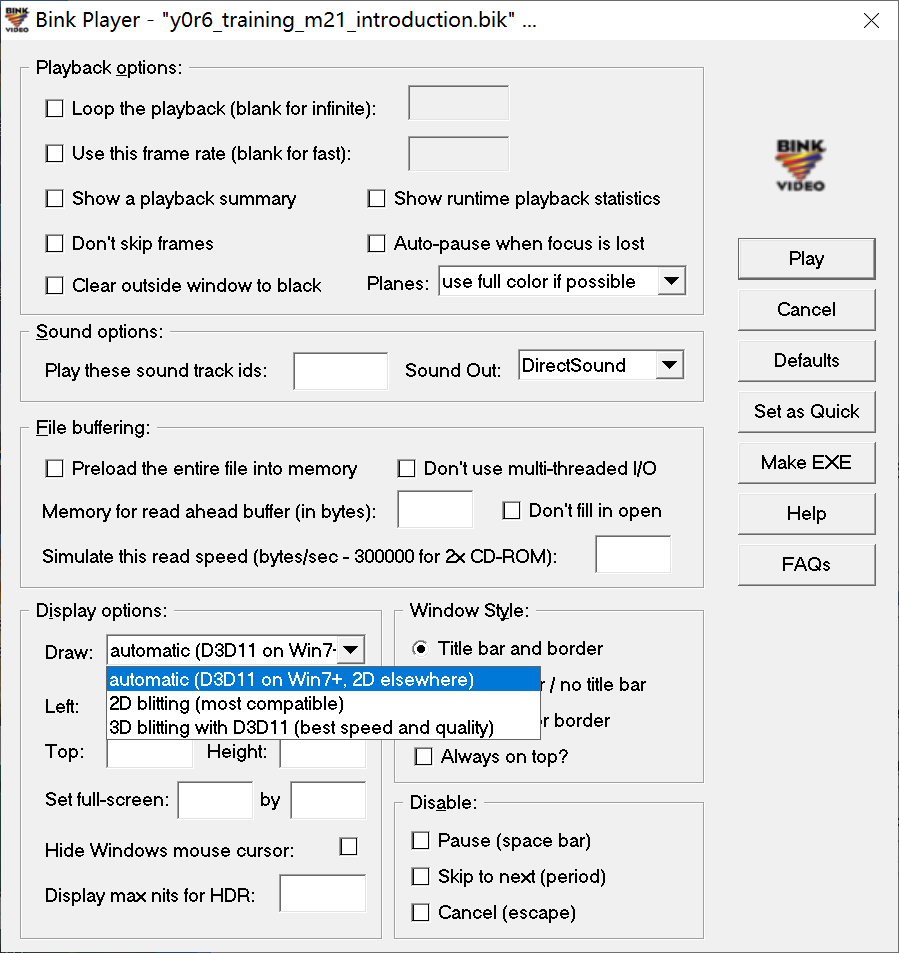 Bink Player - "y0r6_training_m21_introduction.bik" ...
BINK
VIDEO
Playback options:
Loop the playback (blank for infinite):
Use this frame rate (blank for fast):
Show a playback summary
Show runtime playback statistics
Don't skip frames
Auto-pause when focus is lost
Clear outside window to black
Planes: use full color if possible
Sound options:
Play these sound track ids:
Sound Out: DirectSound
File buffering:
Preload the entire file into memory
Don't use multi-threaded I/O
Memory for read ahead buffer (in bytes):
Don't fill in open
Simulate this read speed (bytes/sec - 300000 for 2x CD-ROM):
Display options:
Draw: automatic (D3D11 on Win7+
automatic (D3D11 on Win7+, 2D elsewhere)
2D blitting (most compatible)
3D blitting with D3D11 (best speed and quality)
Left:
Top:
Height:
Set full-screen:
by
Hide Windows mouse cursor:
Display max nits for HDR:
Window Style:
Title bar and border
/ no title bar
border
Always on top?
Disable:
Pause (space bar)
Skip to next (period)
Cancel (escape)
BINK
VIDEO
Play
Cancel
Defaults
Set as Quick
Make EXE
Help
FAQs